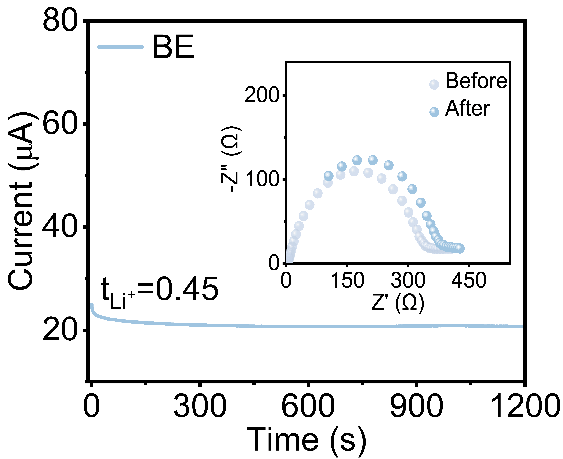 80
60
40
20
Current (μA)
BE
t_Li⁺=0.45
200
100
0
-Z" (Ω)
Before
After
0 150 300 450
Z' (Ω)
0 300 600 900 1200
Time (s)